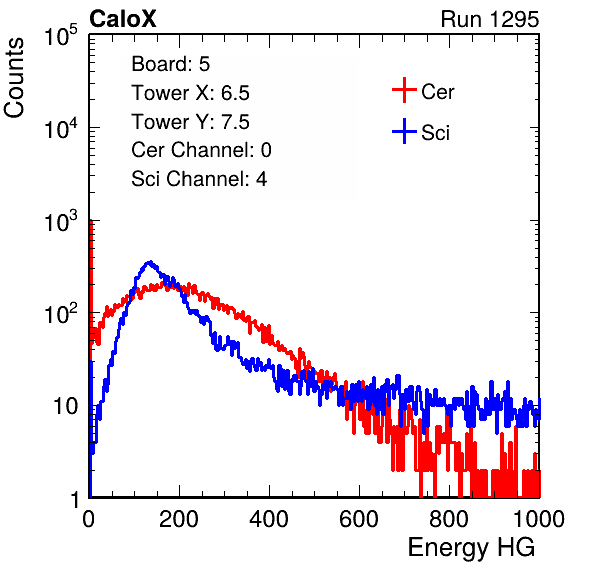 CaloX Run 1295
Counts
10^5
10^4
10^3
10^2
10
1
Board: 5
Tower X: 6.5
Tower Y: 7.5
Cer Channel: 0
Sci Channel: 4
Cer
Sci
0 200 400 600 800 1000
Energy HG